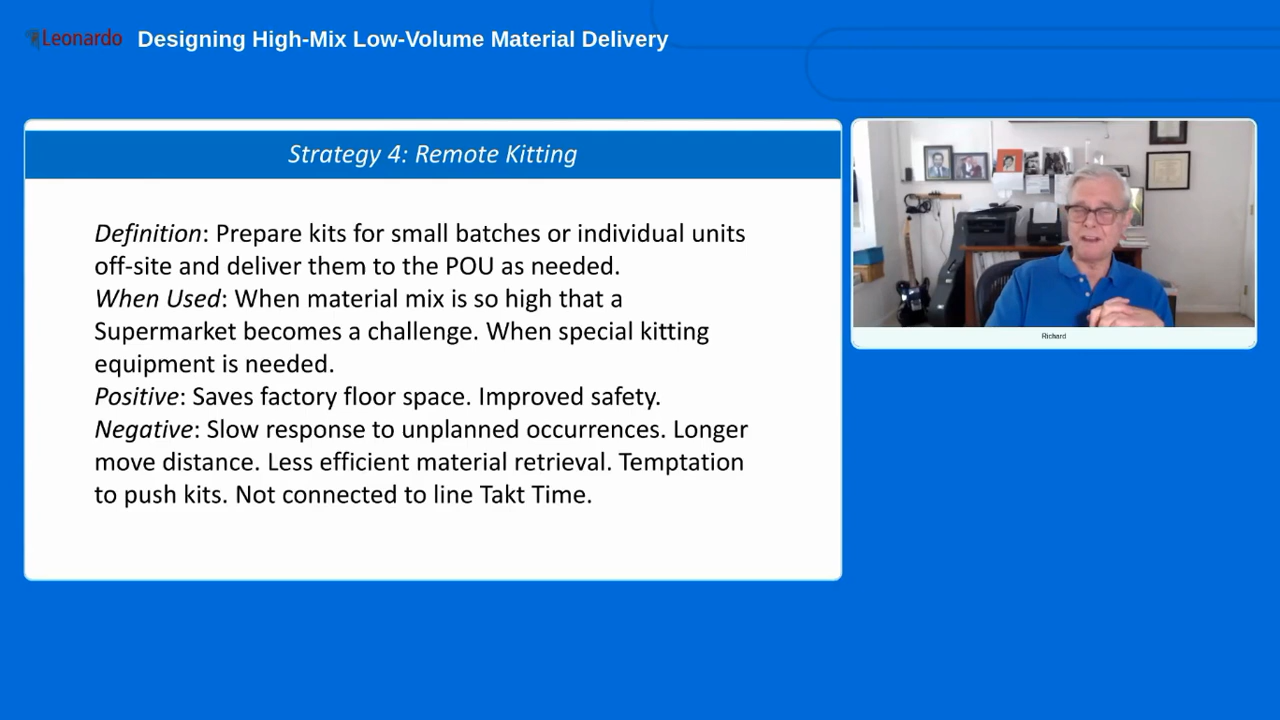 Leonardo
Designing High-Mix Low-Volume Material Delivery
Strategy 4: Remote Kitting
Definition: Prepare kits for small batches or individual units
off-site and deliver them to the POU as needed.
When Used: When material mix is so high that a
Supermarket becomes a challenge. When special kitting
equipment is needed.
Positive: Saves factory floor space. Improved safety.
Negative: Slow response to unplanned occurrences. Longer
move distance. Less efficient material retrieval. Temptation
to push kits. Not connected to line Takt Time.
Richard